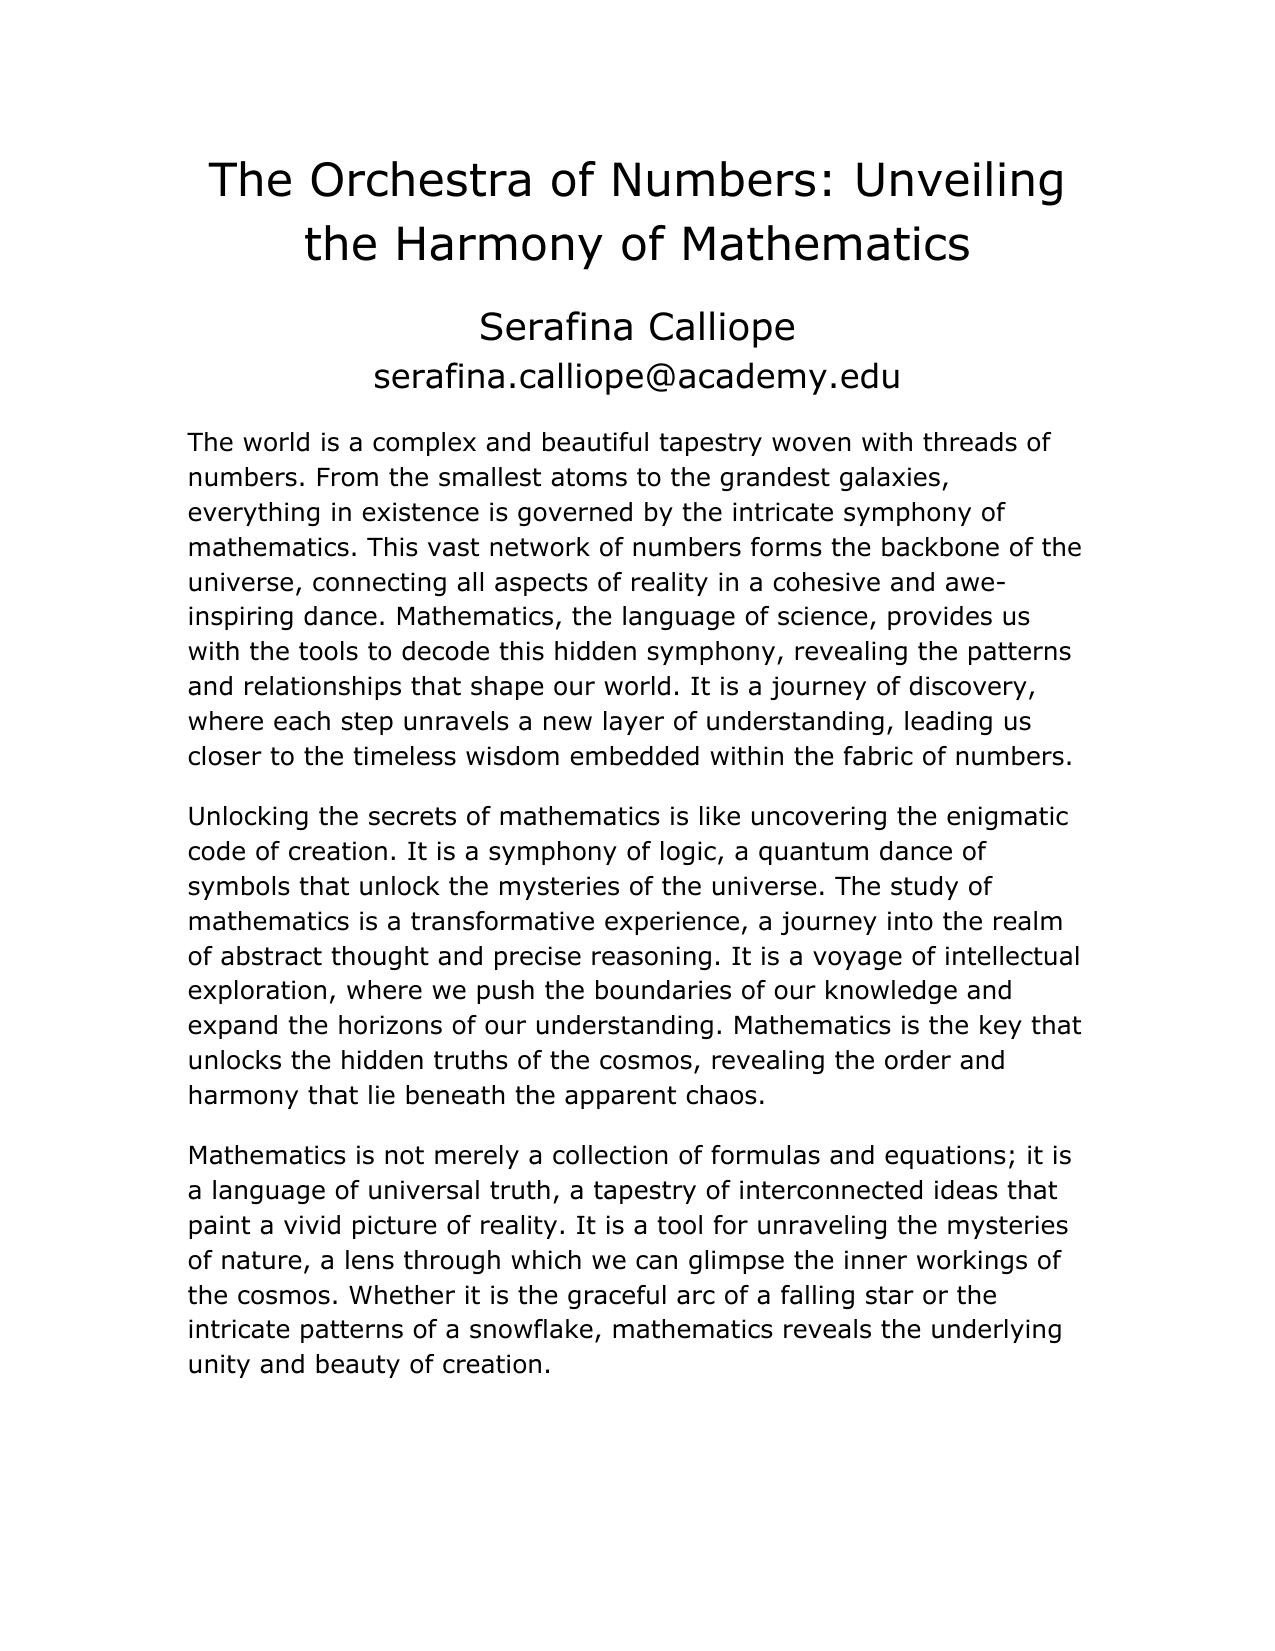 The Orchestra of Numbers: Unveiling
the Harmony of Mathematics
Serafina Calliope
serafina.calliope@academy.edu
The world is a complex and beautiful tapestry woven with threads of
numbers. From the smallest atoms to the grandest galaxies,
everything in existence is governed by the intricate symphony of
mathematics. This vast network of numbers forms the backbone of the
universe, connecting all aspects of reality in a cohesive and awe-
inspiring dance. Mathematics, the language of science, provides us
with the tools to decode this hidden symphony, revealing the patterns
and relationships that shape our world. It is a journey of discovery,
where each step unravels a new layer of understanding, leading us
closer to the timeless wisdom embedded within the fabric of numbers.
Unlocking the secrets of mathematics is like uncovering the enigmatic
code of creation. It is a symphony of logic, a quantum dance of
symbols that unlock the mysteries of the universe. The study of
mathematics is a transformative experience, a journey into the realm
of abstract thought and precise reasoning. It is a voyage of intellectual
exploration, where we push the boundaries of our knowledge and
expand the horizons of our understanding. Mathematics is the key that
unlocks the hidden truths of the cosmos, revealing the order and
harmony that lie beneath the apparent chaos.
Mathematics is not merely a collection of formulas and equations; it is
a language of universal truth, a tapestry of interconnected ideas that
paint a vivid picture of reality. It is a tool for unraveling the mysteries
of nature, a lens through which we can glimpse the inner workings of
the cosmos. Whether it is the graceful arc of a falling star or the
intricate patterns of a snowflake, mathematics reveals the underlying
unity and beauty of creation.